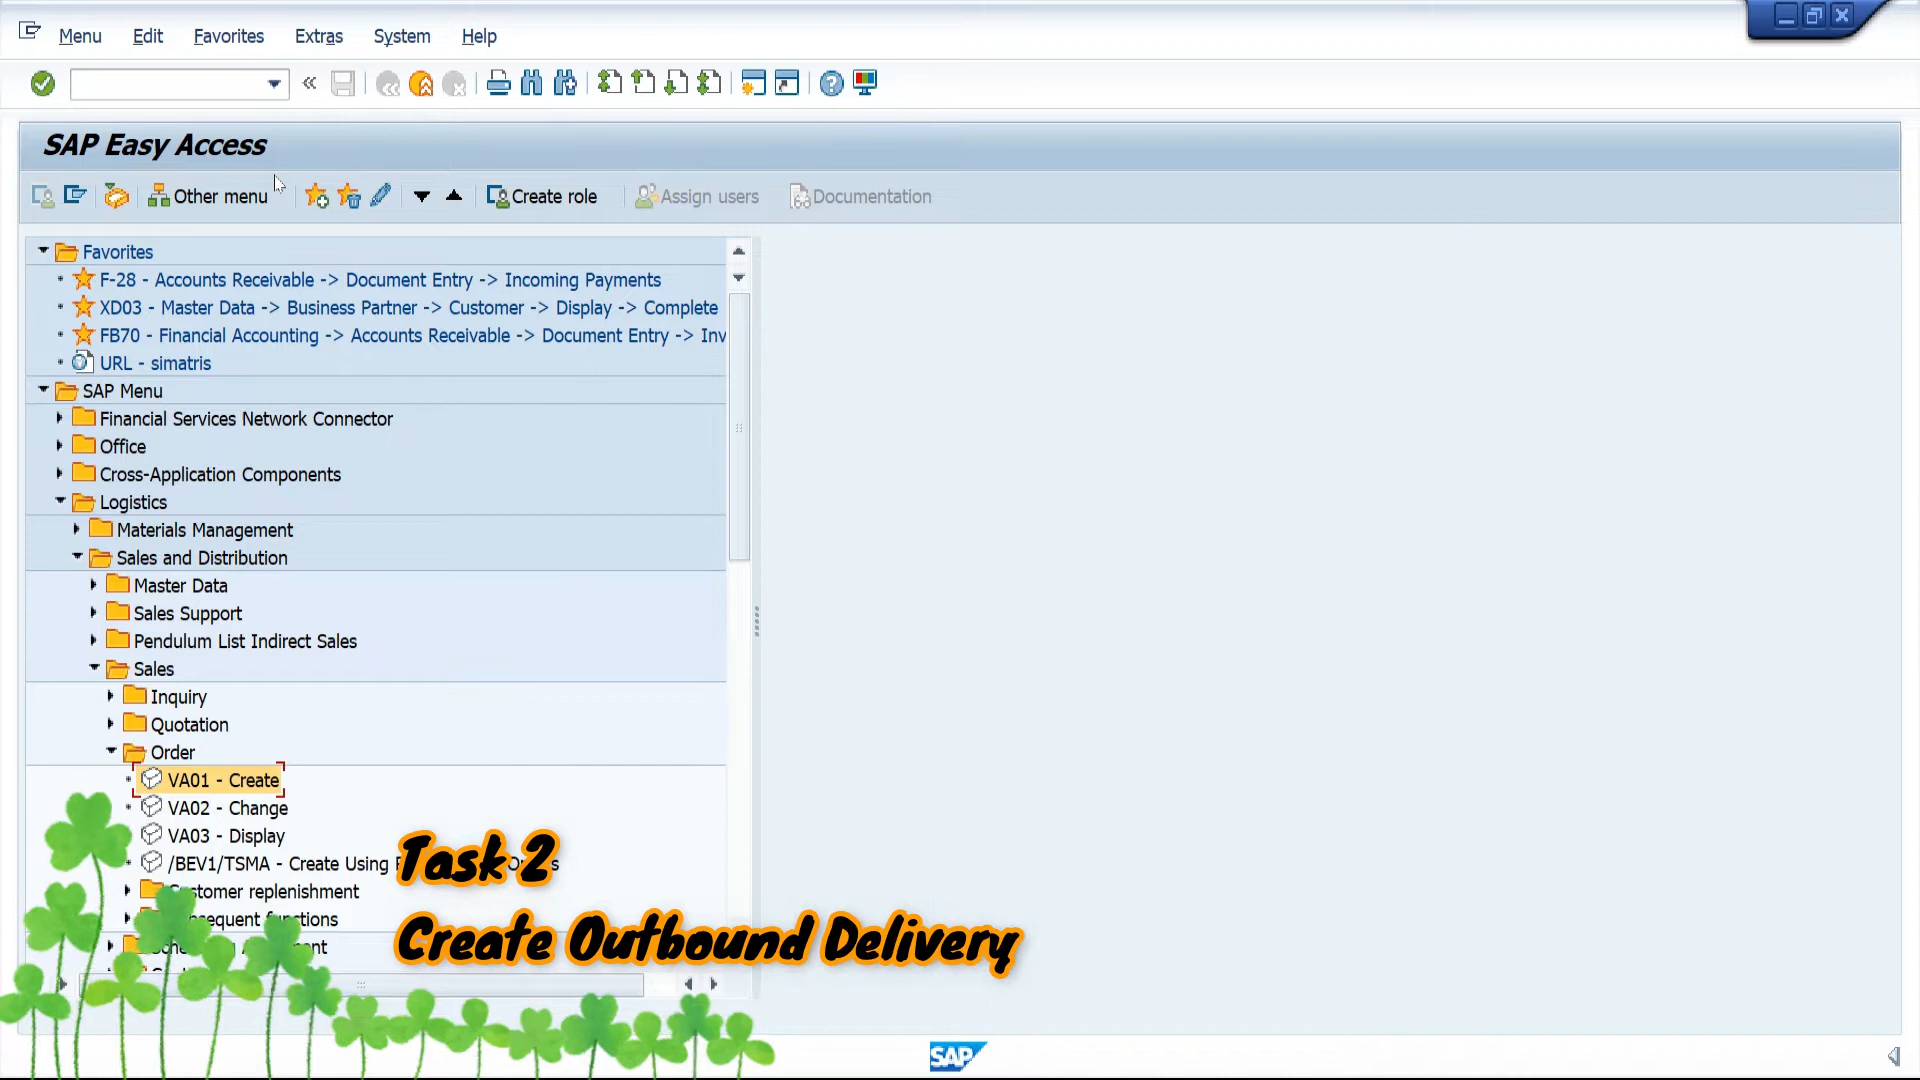 Menu Edit Favorites Extras System Help
SAP Easy Access
Other menu Create role Assign users Documentation
Favorites
F-28 - Accounts Receivable -> Document Entry -> Incoming Payments
XD03 - Master Data -> Business Partner -> Customer -> Display -> Complete
FB70 - Financial Accounting -> Accounts Receivable -> Document Entry -> Inv
URL - simatris
SAP Menu
Financial Services Network Connector
Office
Cross-Application Components
Logistics
Materials Management
Sales and Distribution
Master Data
Sales Support
Pendulum List Indirect Sales
Sales
Inquiry
Quotation
Order
VA01 - Create
VA02 - Change
VA03 - Display
/BEV1/TSMA - Create Using
Customer replenishment
functions
Task 2
Create Outbound Delivery
SAP